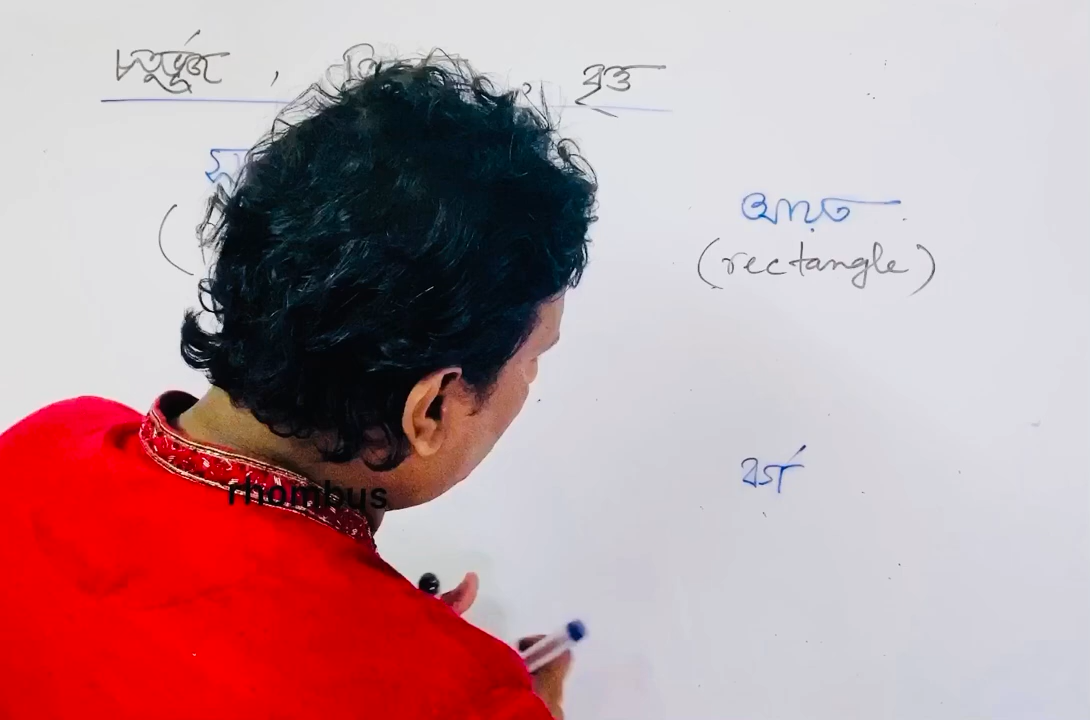 চতুর্ভুজ, বৃত্ত
আয়ত
(rectangle)
বর্গ
rhombus